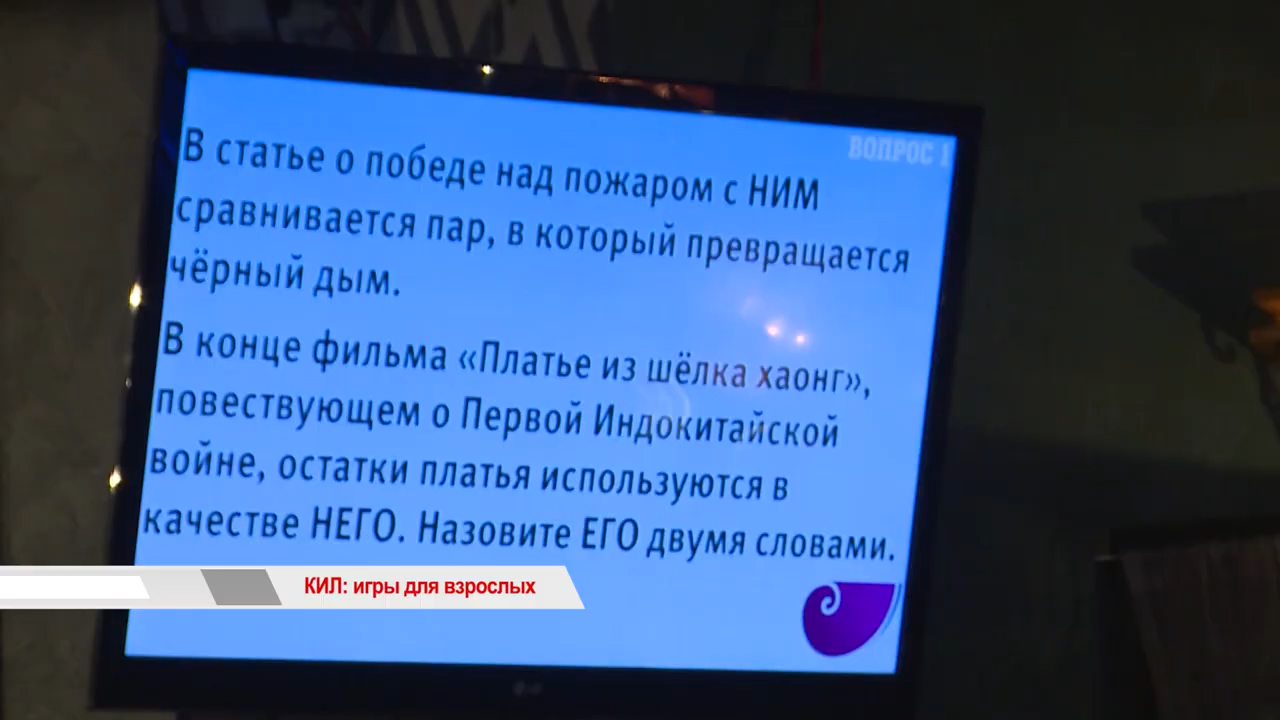 ВОПРОС 1
В статье о победе над пожаром с НИМ
сравнивается пар, в который превращается
чёрный дым.
В конце фильма «Платье из шёлка хаонг»,
повествующем о Первой Индокитайской
войне, остатки платья используются в
качестве НЕГО. Назовите ЕГО двумя словами.
КИЛ: игры для взрослых
LG